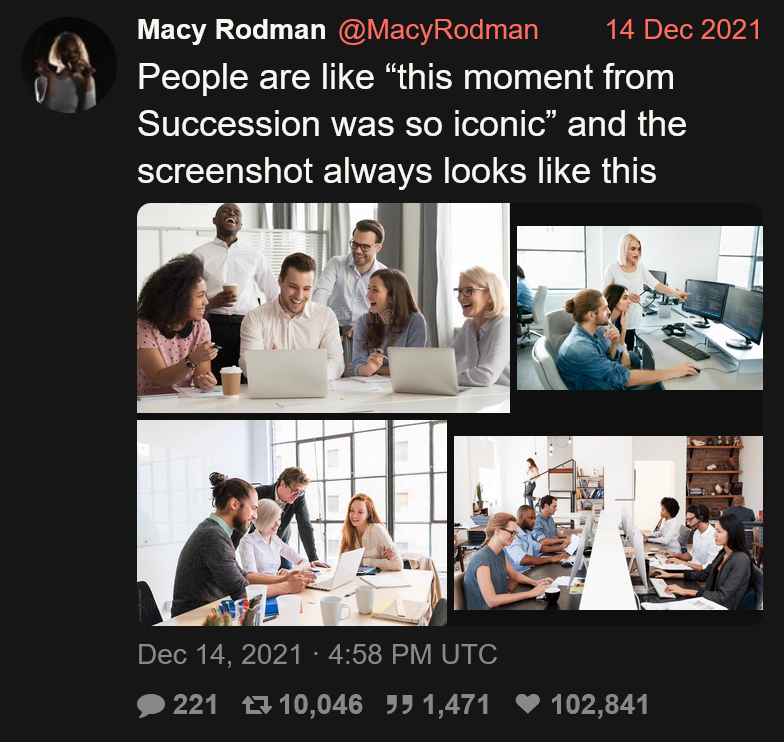 Macy Rodman @MacyRodman 14 Dec 2021
People are like “this moment from
Succession was so iconic” and the
screenshot always looks like this
Dec 14, 2021 · 4:58 PM UTC
221 10,046 1,471 102,841